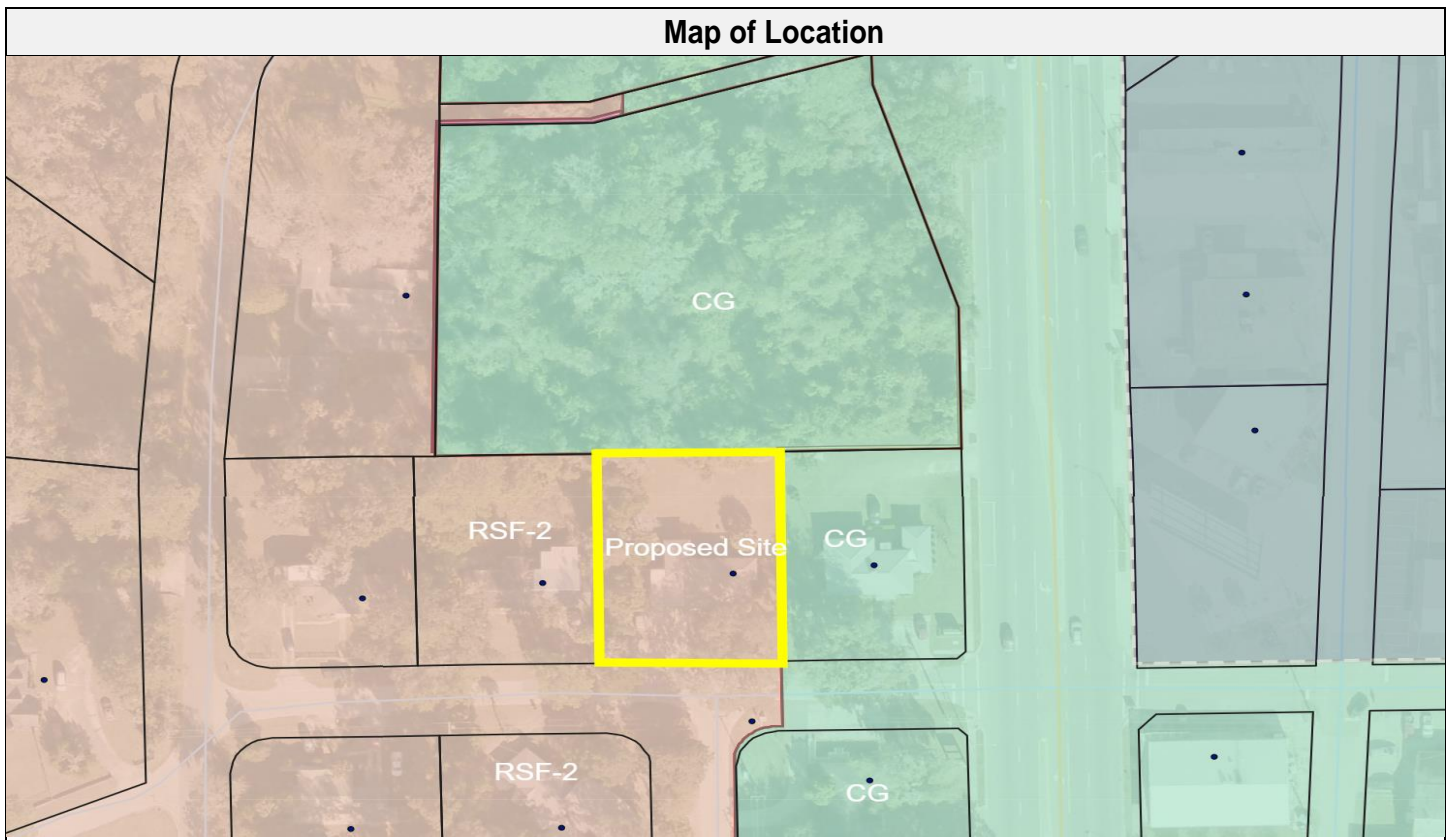 Map of Location
CG
RSF-2
Proposed Site
CG
RSF-2
CG